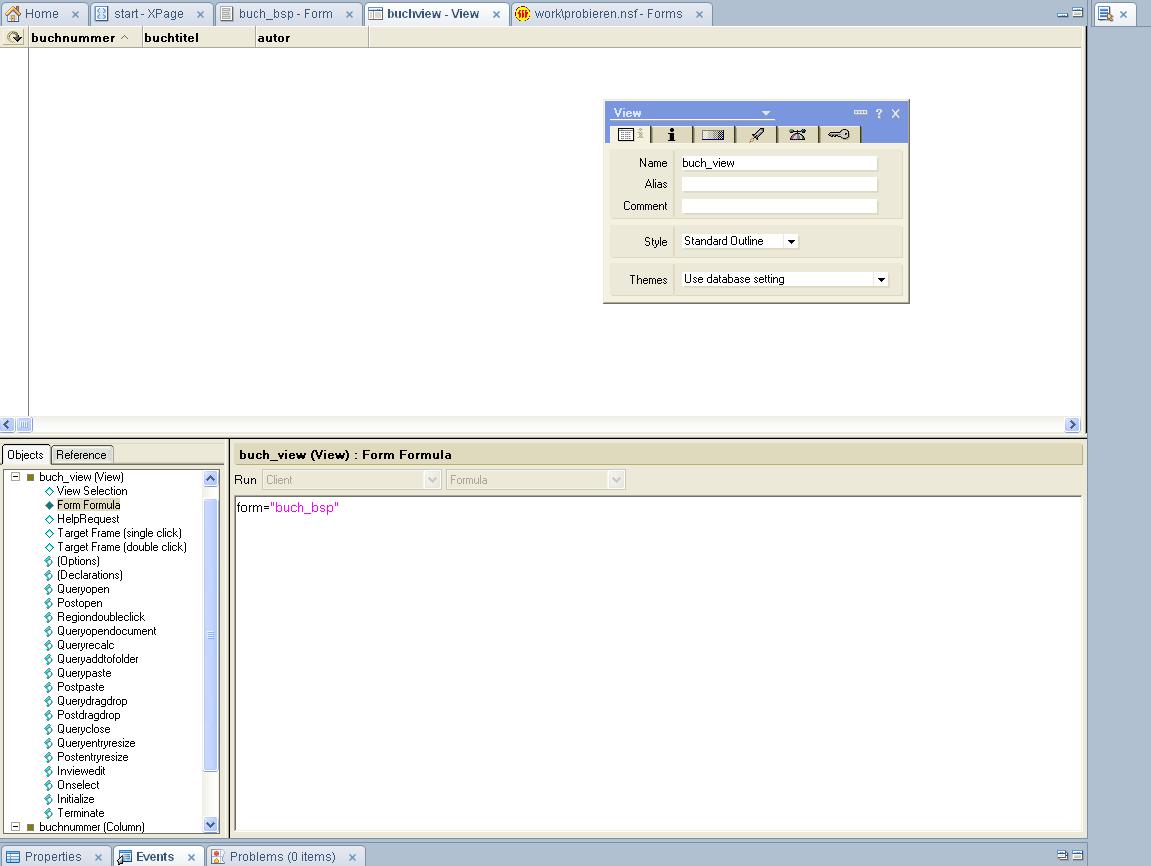 Home start - XPage buch_bsp - Form buchview - View work\probieren.nsf - Forms
buchnummer buchtitel autor
View
?
Name buch_view
Alias
Comment
Style Standard Outline
Themes Use database setting
Objects Reference
buch_view (View)
View Selection
Form Formula
HelpRequest
Target Frame (single click)
Target Frame (double click)
(Options)
(Declarations)
Queryopen
Postopen
Regiondoubleclick
Queryopendocument
Queryrecalc
Queryaddtofolder
Querypaste
Postpaste
Querydragdrop
Postdragdrop
Queryclose
Queryentryresize
Postentryresize
Inviewedit
Onselect
Initialize
Terminate
buchnummer (Column)
buch_view (View) : Form Formula
Run Client Formula
form="buch_bsp"
Properties Events Problems (0 items)